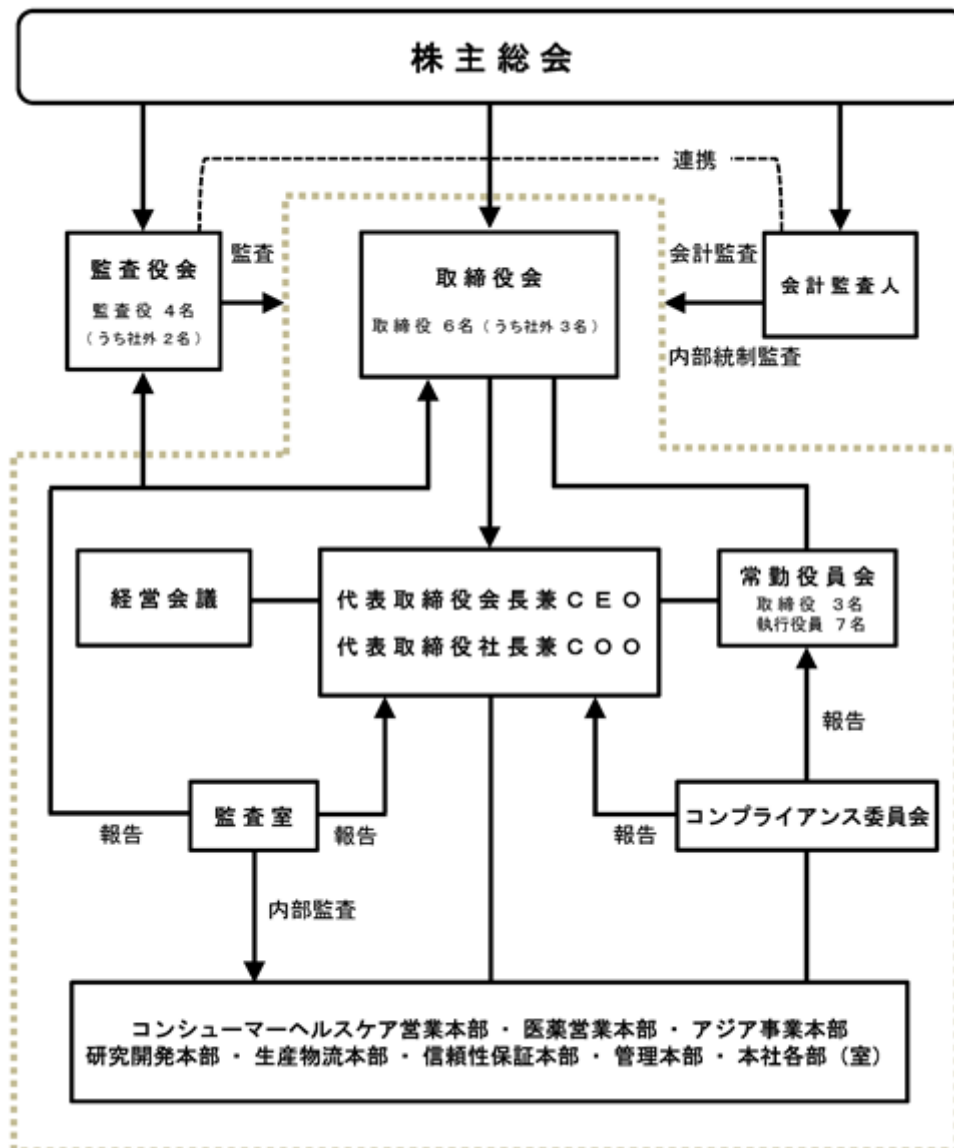 株主総会
連携
監査役会
監査役 4名
（うち社外2名）
監査
取締役会
取締役 6名（うち社外3名）
会計監査
内部統制監査
会計監査人
経営会議
代表取締役会長兼CEO
代表取締役社長兼COO
常勤役員会
取締役 3名
執行役員 7名
報告
監査室
報告
報告
コンプライアンス委員会
報告
内部監査
コンシューマーヘルスケア営業本部 ・ 医薬営業本部 ・ アジア事業本部
研究開発本部 ・ 生産物流本部 ・ 信頼性保証本部 ・ 管理本部 ・ 本社各部（室）